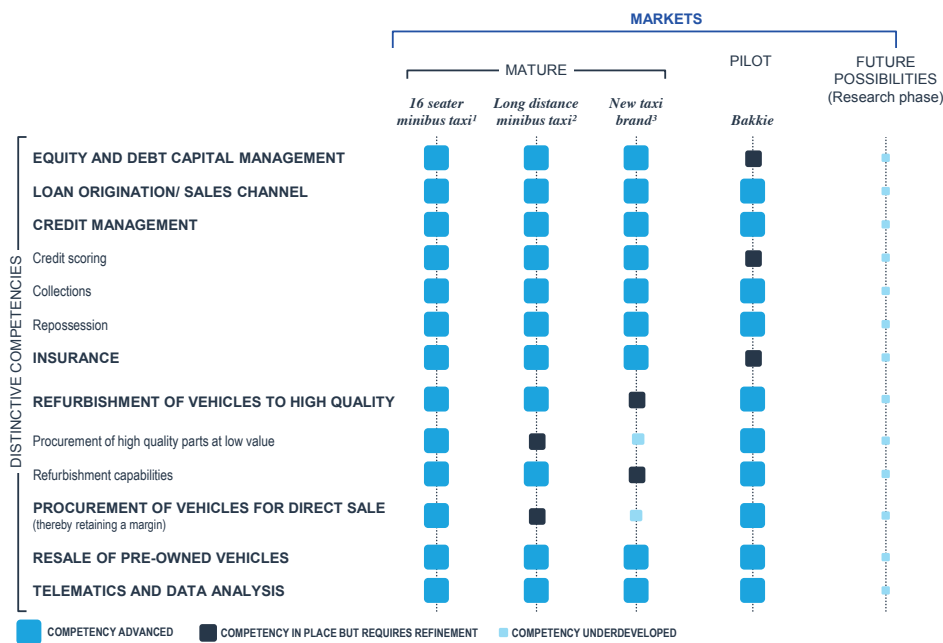 MARKETS
MATURE
PILOT
FUTURE
POSSIBILITIES
(Research phase)
16 seater
minibus taxi¹
Long distance
minibus taxi²
New taxi
brand³
Bakkie
DISTINCTIVE COMPETENCIES
EQUITY AND DEBT CAPITAL MANAGEMENT
LOAN ORIGINATION/ SALES CHANNEL
CREDIT MANAGEMENT
Credit scoring
Collections
Repossession
INSURANCE
REFURBISHMENT OF VEHICLES TO HIGH QUALITY
Procurement of high quality parts at low value
Refurbishment capabilities
PROCUREMENT OF VEHICLES FOR DIRECT SALE
(thereby retaining a margin)
RESALE OF PRE-OWNED VEHICLES
TELEMATICS AND DATA ANALYSIS
COMPETENCY ADVANCED
COMPETENCY IN PLACE BUT REQUIRES REFINEMENT
COMPETENCY UNDERDEVELOPED